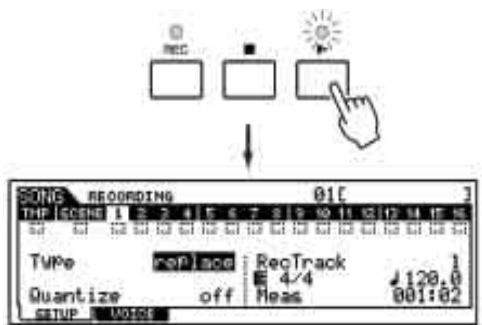 REC
SONG RECORDING 01[ ]
TMP SCENE 1 2 3 4 5 6 7 8 9 10 11 12 13 14 15 16
Type replace RecTrack 1
4/4 ♩120.0
Quantize off Meas 001:02
SETUP VOICE